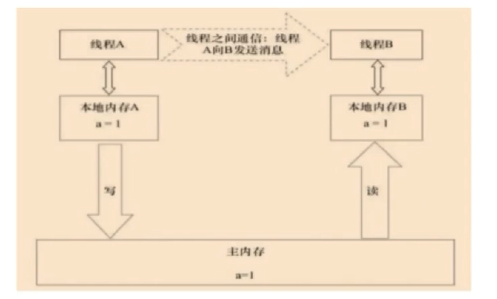 线程A
线程之间通信：线程
A向B发送消息
线程B
本地内存A
a = 1
本地内存B
a = 1
写
读
主内存
a=1